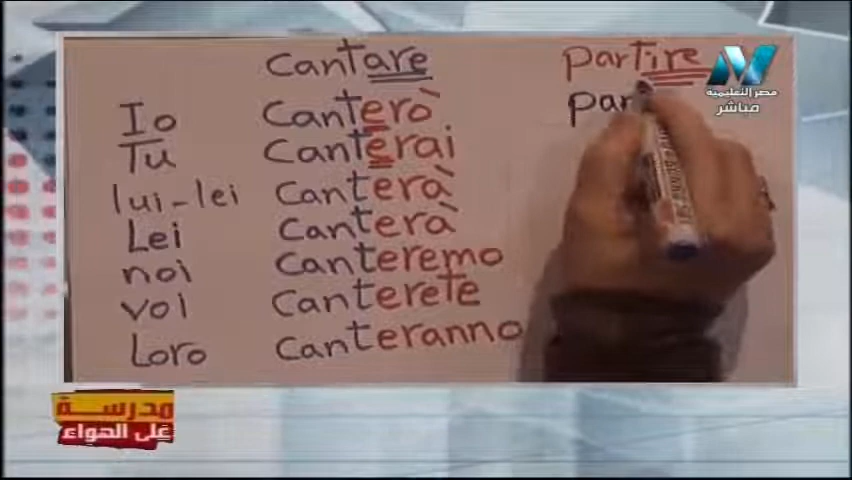 cantare partire
Io Canterò par
Tu Canterai
lui-lei Canterà
Lei Canterà
noi Canteremo
voi Canterete
Loro Canteranno
مصر التعليمية
مباشر
مدرسة
على الهواء